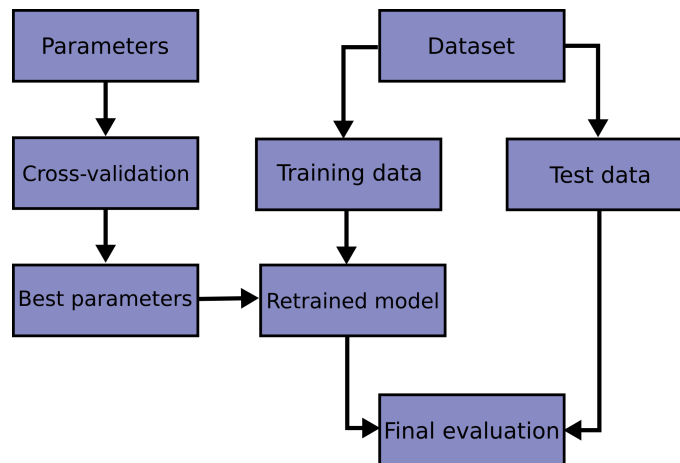 Parameters
Dataset
Cross-validation
Training data
Test data
Best parameters
Retrained model
Final evaluation